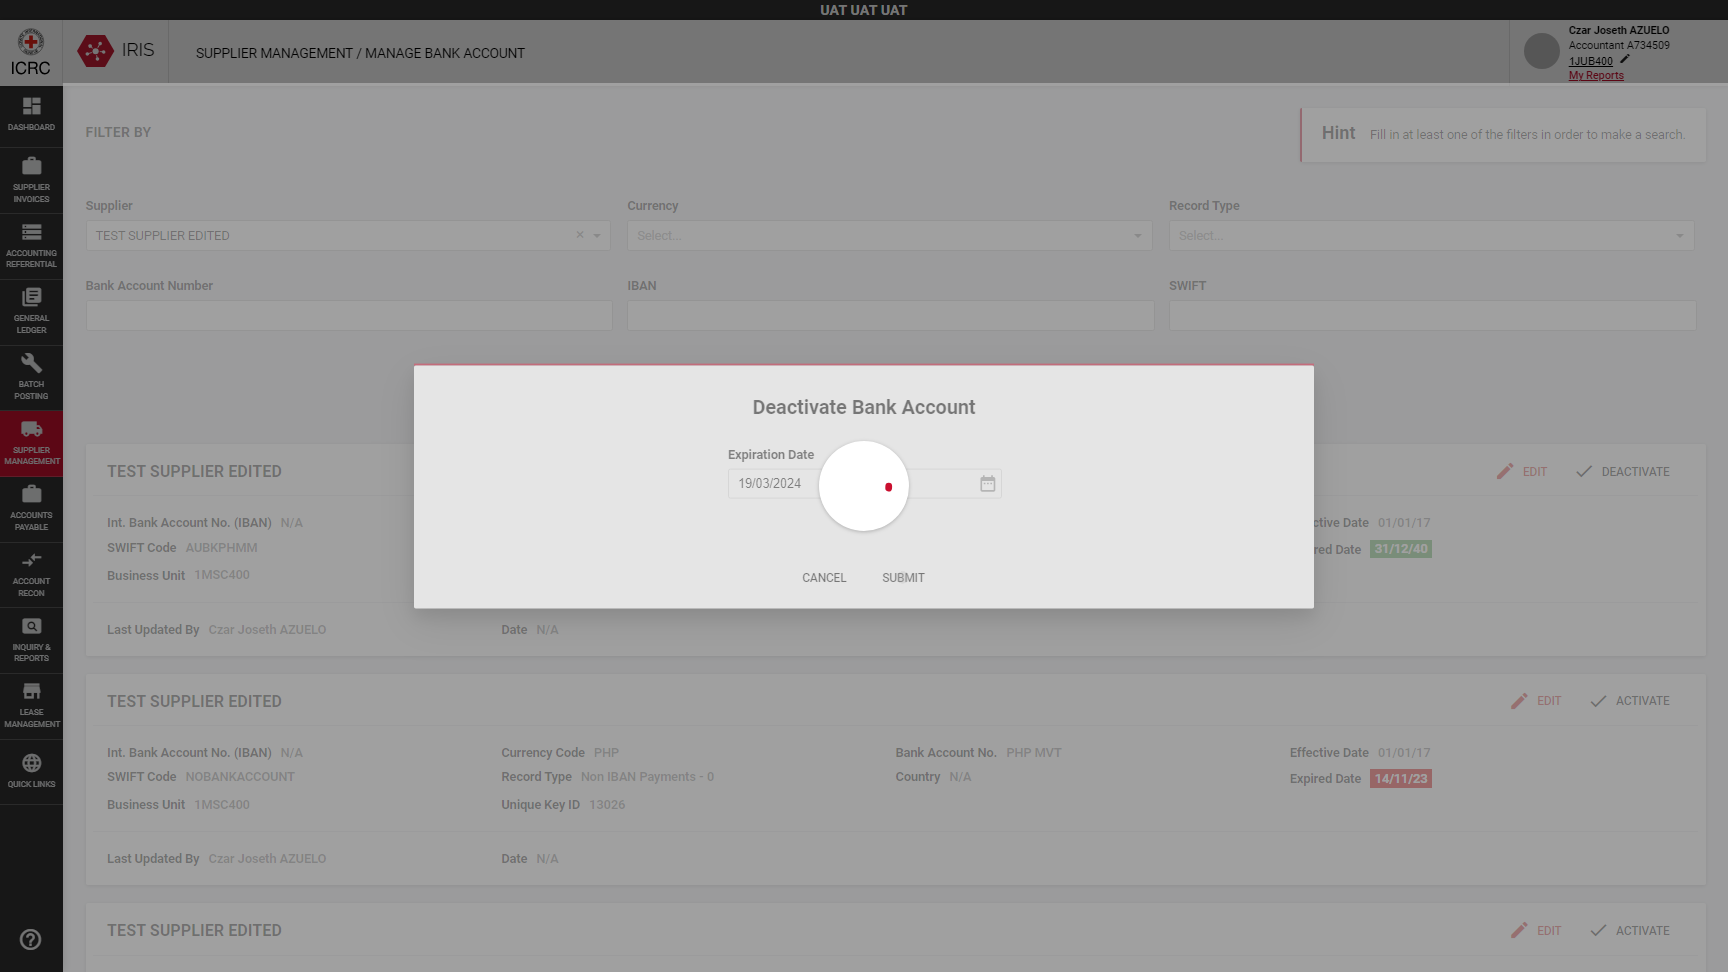 UAT UAT UAT
ICRC
IRIS
SUPPLIER MANAGEMENT / MANAGE BANK ACCOUNT
Czar Joseth AZUELO
Accountant A734509
1JUB400
My Reports
DASHBOARD
SUPPLIER
INVOICES
ACCOUNTING
REFERENTIAL
GENERAL
LEDGER
BATCH
POSTING
SUPPLIER
MANAGEMENT
ACCOUNTS
PAYABLE
ACCOUNT
RECON
INQUIRY &
REPORTS
LEASE
MANAGEMENT
QUICK LINKS
FILTER BY
Hint Fill in at least one of the filters in order to make a search.
Supplier Currency Record Type
TEST SUPPLIER EDITED Select... Select...
Bank Account Number IBAN SWIFT
Deactivate Bank Account
Expiration Date
19/03/2024
CANCEL SUBMIT
TEST SUPPLIER EDITED EDIT DEACTIVATE
Int. Bank Account No. (IBAN) N/A ctive Date 01/01/17
SWIFT Code AUBKPHMM red Date 31/12/40
Business Unit 1MSC400
Last Updated By Czar Joseth AZUELO Date N/A
TEST SUPPLIER EDITED EDIT ACTIVATE
Int. Bank Account No. (IBAN) N/A Currency Code PHP Bank Account No. PHP MVT Effective Date 01/01/17
SWIFT Code NOBANKACCOUNT Record Type Non IBAN Payments - 0 Country N/A Expired Date 14/11/23
Business Unit 1MSC400 Unique Key ID 13026
Last Updated By Czar Joseth AZUELO Date N/A
TEST SUPPLIER EDITED EDIT ACTIVATE